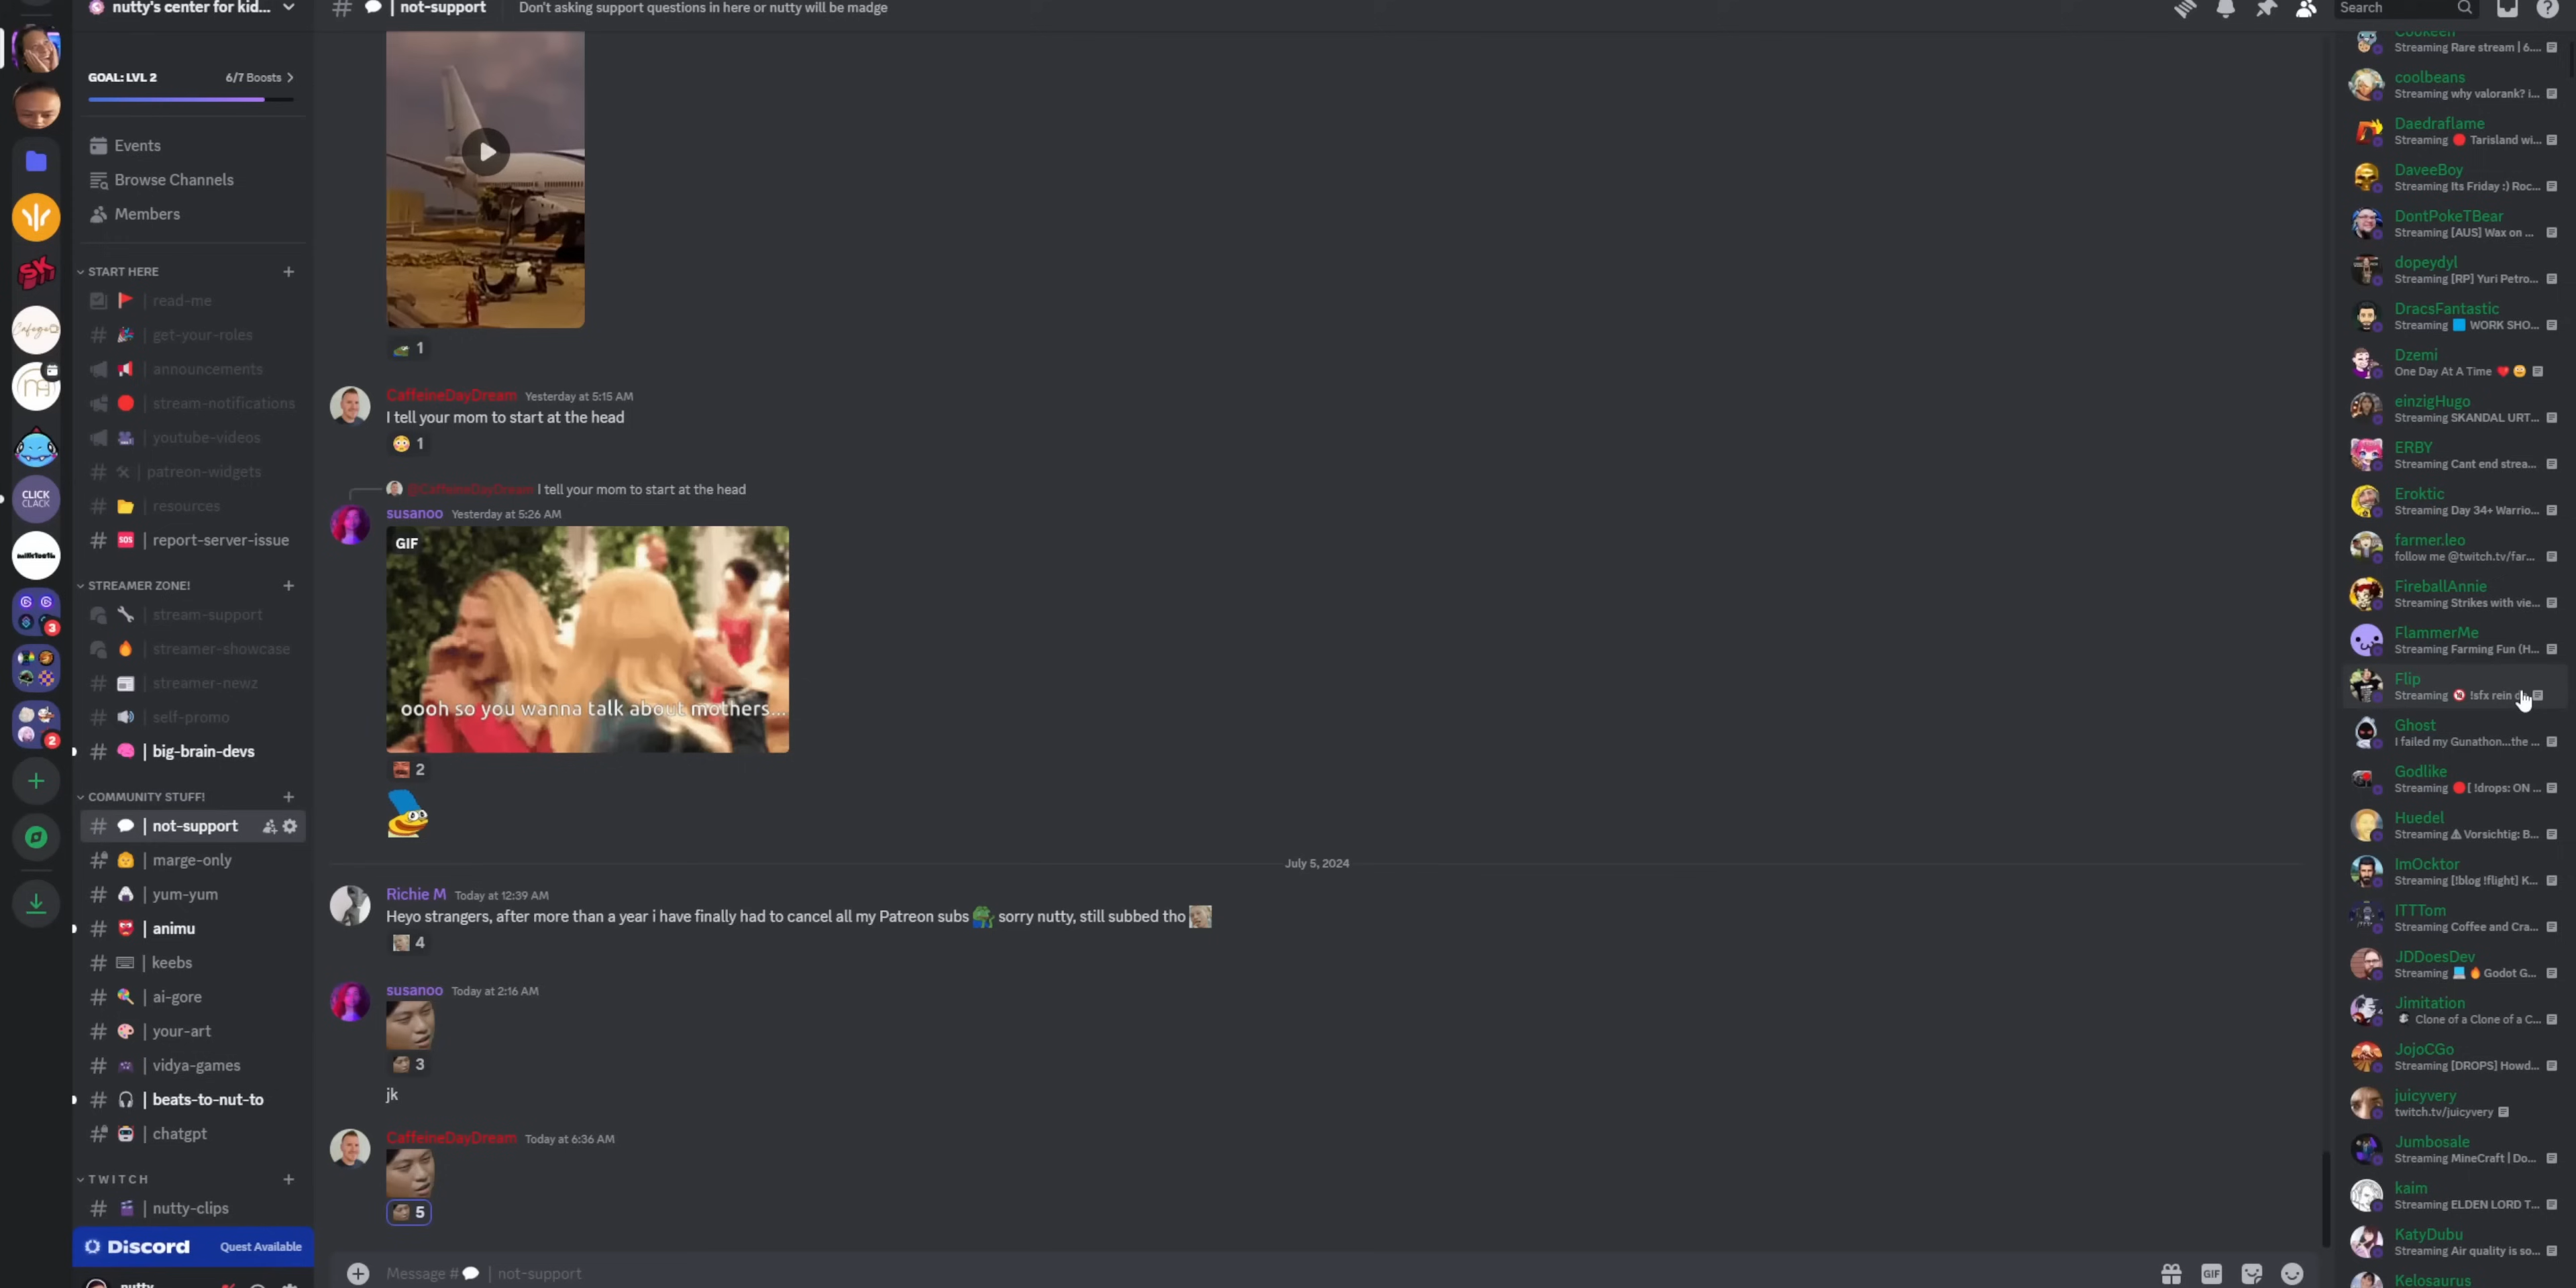 nutty's center for kid...
GOAL: LVL 2
6/7 Boosts
Events
Browse Channels
Members
START HERE
| read-me
| get-your-roles
| announcements
| stream-notifications
| youtube-videos
| patreon-widgets
| resources
| report-server-issue
STREAMER ZONE!
| stream-support
| streamer-showcase
| streamer-newz
| self-promo
| big-brain-devs
COMMUNITY STUFF!
| not-support
| marge-only
| yum-yum
| animu
| keebs
| ai-gore
| your-art
| vidya-games
| beats-to-nut-to
| chatgpt
TWITCH
| nutty-clips
Discord
Quest Available
nutty
CLICK
CLACK
3
2
# 💬 | not-support
Don't asking support questions in here or nutty will be madge
Search
1
CaffeineDayDream Yesterday at 5:15 AM
I tell your mom to start at the head
😳 1
@CaffeineDayDream I tell your mom to start at the head
susanoo Yesterday at 5:26 AM
GIF
oooh so you wanna talk about mothers...
2
July 5, 2024
Richie M Today at 12:39 AM
Heyo strangers, after more than a year i have finally had to cancel all my Patreon subs sorry nutty, still subbed tho
4
susanoo Today at 2:16 AM
3
jk
CaffeineDayDream Today at 6:36 AM
5
Message # 💬 | not-support
GIF
Cookeen
Streaming Rare stream | 6....
coolbeans
Streaming why valorank? i...
Daedraflame
Streaming 🔴 Tarisland wi...
DaveeBoy
Streaming Its Friday :) Roc...
DontPokeTBear
Streaming [AUS] Wax on ...
dopeydyl
Streaming [RP] Yuri Petro...
DracsFantastic
Streaming 🟦 WORK SHO...
Dzemi
One Day At A Time ❤️ 😄
einzigHugo
Streaming SKANDAL URT...
ERBY
Streaming Cant end strea...
Eroktic
Streaming Day 34+ Warrio...
farmer.leo
follow me @twitch.tv/far...
FireballAnnie
Streaming Strikes with vie...
FlammerMe
Streaming Farming Fun (H...
Flip
Streaming 🔞 !sfx rein
Ghost
I failed my Gunathon...the ...
Godlike
Streaming 🔴[ !drops: ON ...
Huedel
Streaming ⚠ Vorsichtig: B...
ImOcktor
Streaming [!blog !flight] K...
ITTTom
Streaming Coffee and Cra...
JDDoesDev
Streaming 💻 🔥 Godot G...
Jimitation
Clone of a Clone of a C...
JojoCGo
Streaming [DROPS] Howd...
juicyvery
twitch.tv/juicyvery
Jumbosale
Streaming MineCraft | Do...
kaim
Streaming ELDEN LORD T...
KatyDubu
Streaming Air quality is so...
Kelosaurus